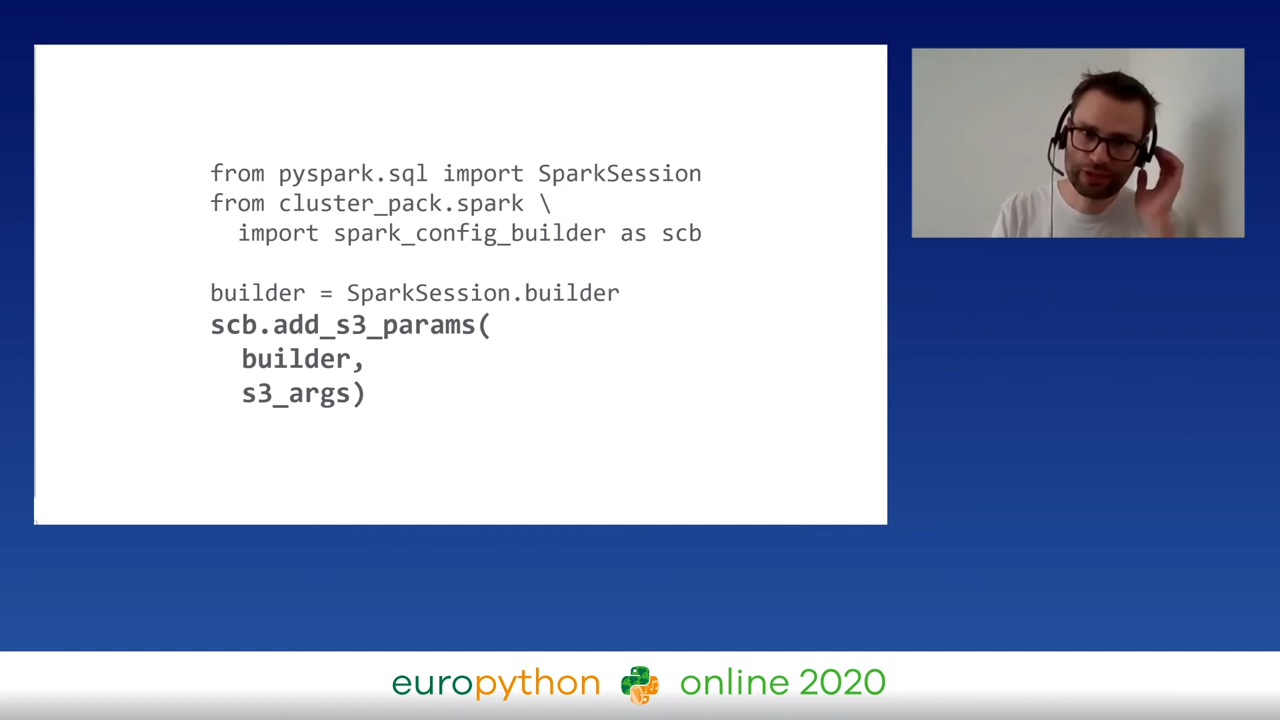 from pyspark.sql import SparkSession
from cluster_pack.spark \
import spark_config_builder as scb
builder = SparkSession.builder
scb.add_s3_params(
builder,
s3_args)
europython online 2020